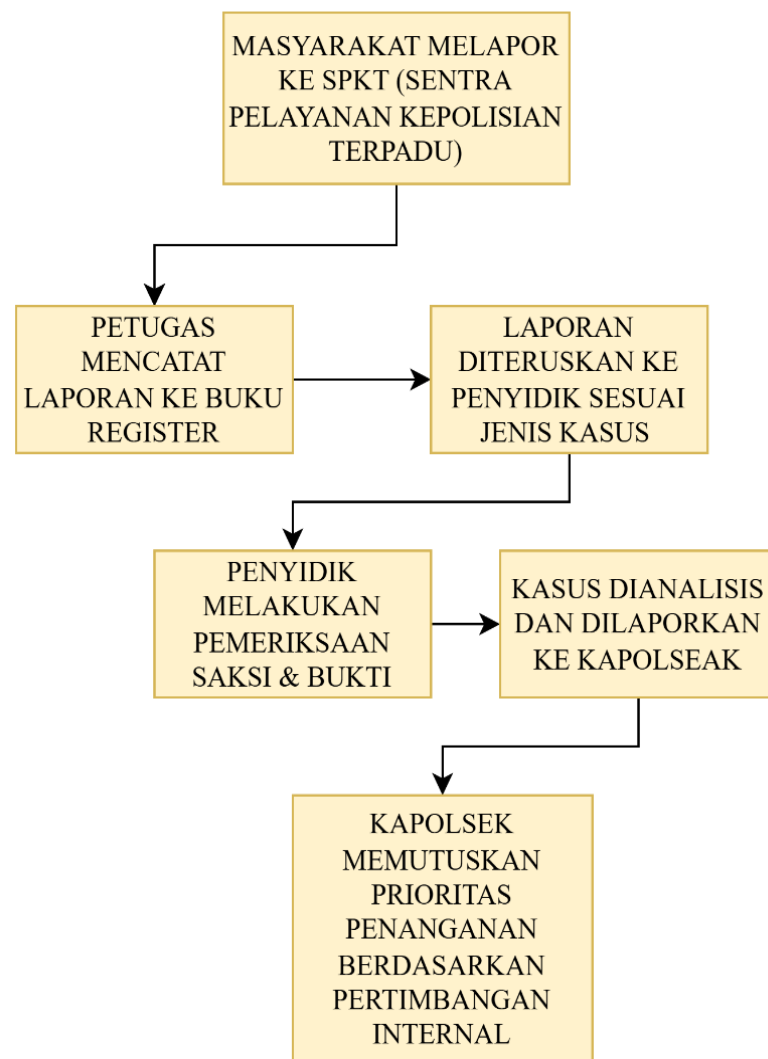 MASYARAKAT MELAPOR
KE SPKT (SENTRA
PELAYANAN KEPOLISIAN
TERPADU)
PETUGAS
MENCATAT
LAPORAN KE BUKU
REGISTER
LAPORAN
DITERUSKAN KE
PENYIDIK SESUAI
JENIS KASUS
PENYIDIK
MELAKUKAN
PEMERIKSAAN
SAKSI & BUKTI
KASUS DIANALISIS
DAN DILAPORKAN
KE KAPOLSEAK
KAPOLSEK
MEMUTUSKAN
PRIORITAS
PENANGANAN
BERDASARKAN
PERTIMBANGAN
INTERNAL